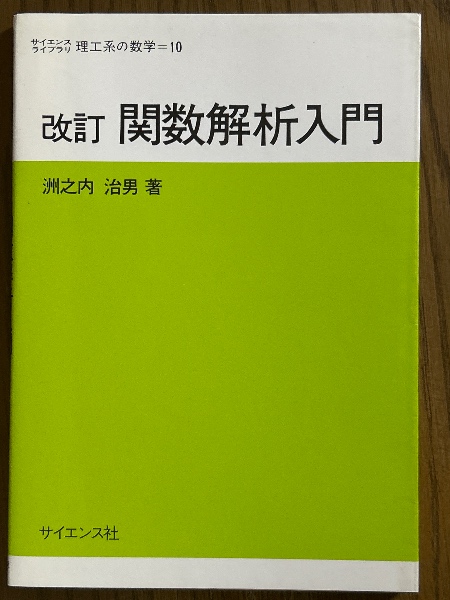 サイエンス
ライブラリ 理工系の数学=10
改訂 関数解析入門
洲之内 治男 著
サイエンス社